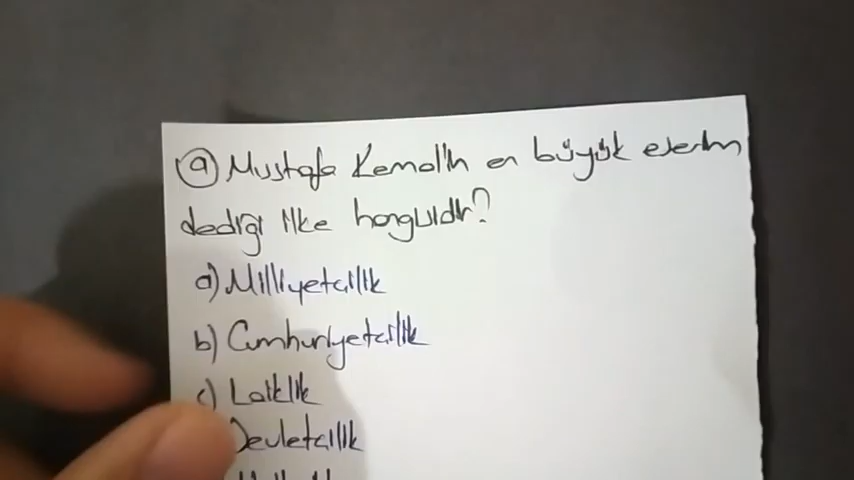 9) Mustafa Kemal'in en büyük eserim
dediği ilke hangisidir?
a) Milliyetçilik
b) Cumhuriyetçilik
c) Laiklik
Devletçilik